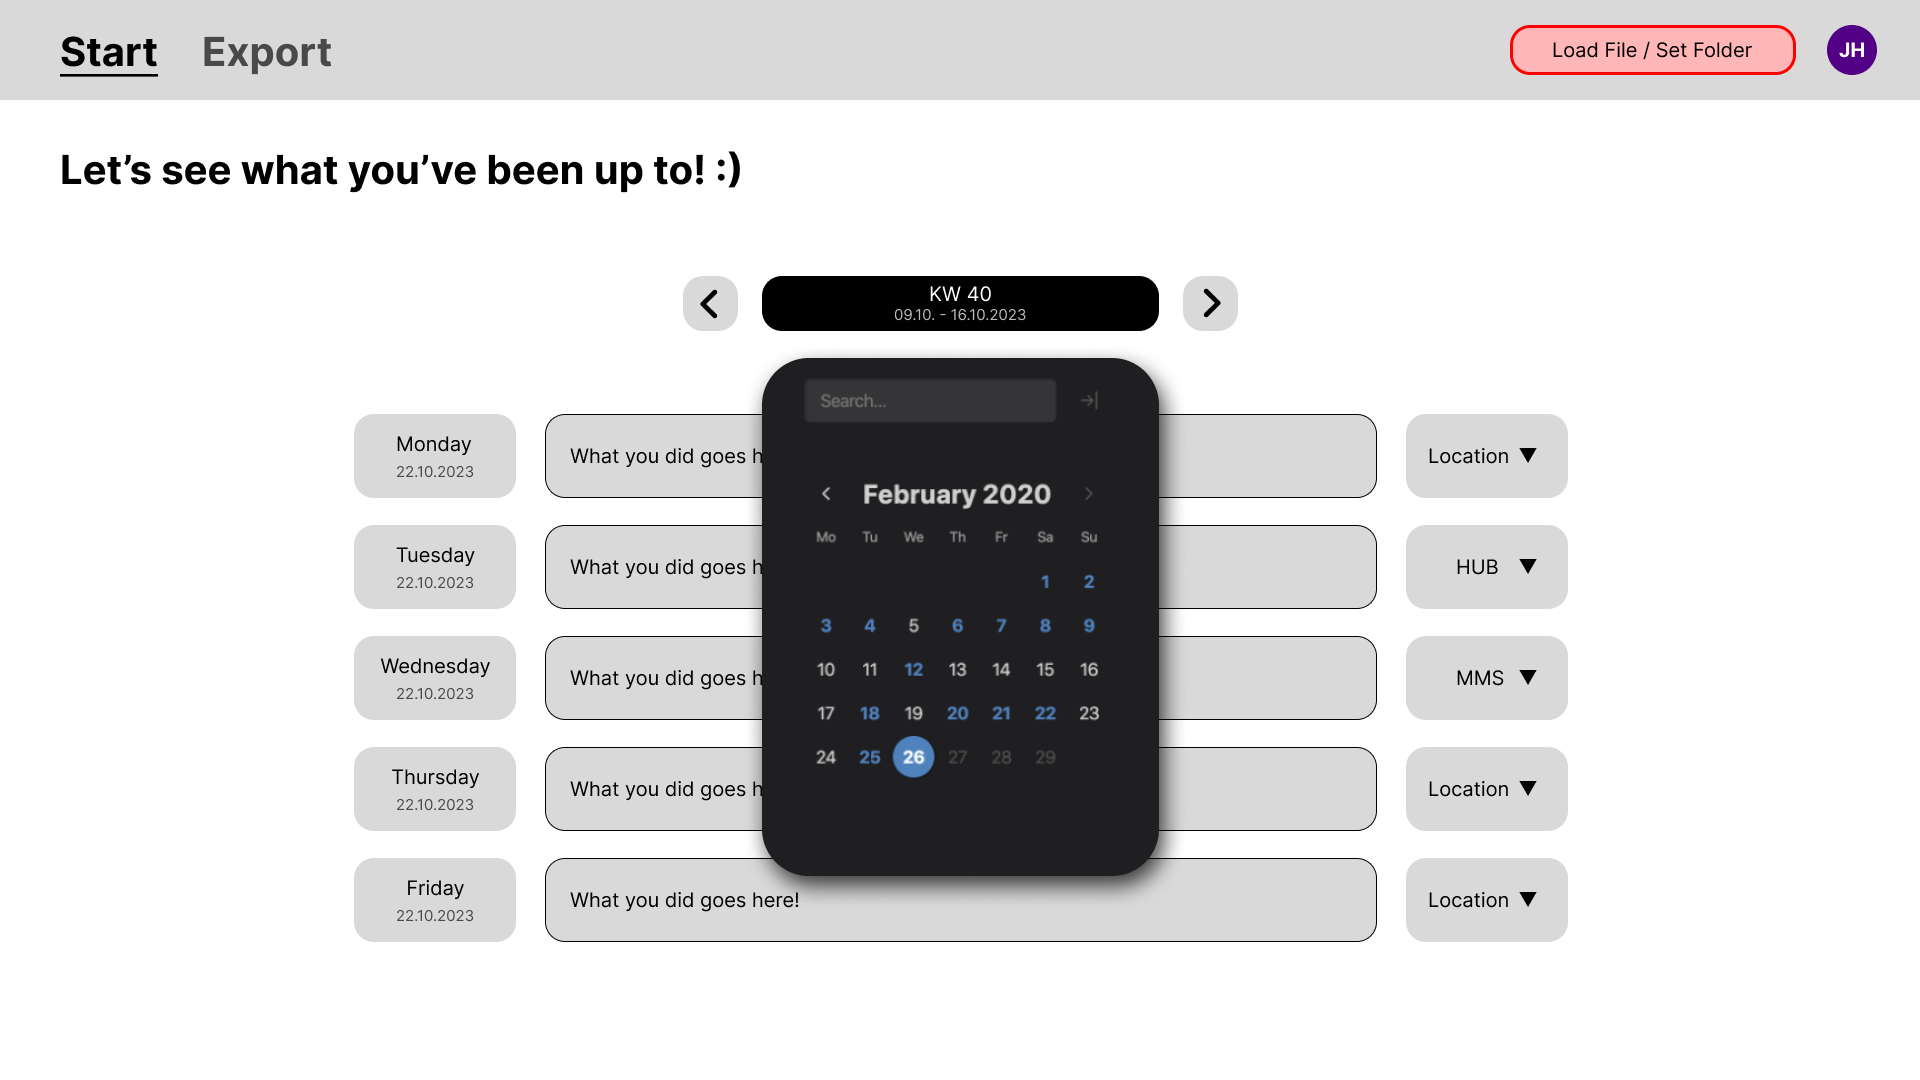 Start Export Load File / Set Folder JH
Let’s see what you’ve been up to! :)
KW 40
09.10. - 16.10.2023
Search...
February 2020
Mo Tu We Th Fr Sa Su
1 2
3 4 5 6 7 8 9
10 11 12 13 14 15 16
17 18 19 20 21 22 23
24 25 26 27 28 29
Monday
22.10.2023
What you did goes
Location ▼
Tuesday
22.10.2023
What you did goes
HUB ▼
Wednesday
22.10.2023
What you did goes
MMS ▼
Thursday
22.10.2023
What you did goes
Location ▼
Friday
22.10.2023
What you did goes here!
Location ▼